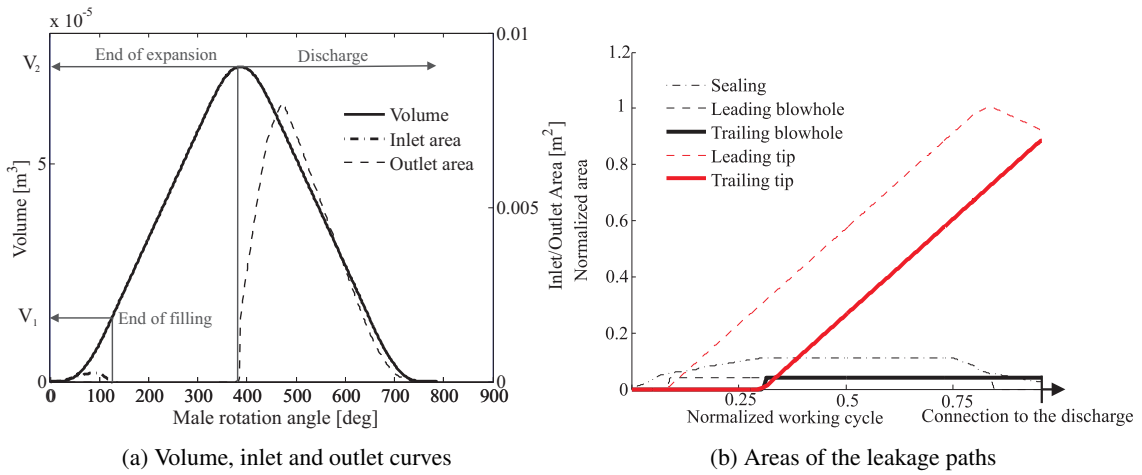 x 10⁻⁵
0.01
End of expansion
Discharge
V₂
Volume
Inlet area
Outlet area
5
0.005
Volume [m³]
Inlet/Outlet Area [m²]
V₁
End of filling
0
0
0 100 200 300 400 500 600 700 800 900
Male rotation angle [deg]
(a) Volume, inlet and outlet curves
1.2
1
0.8
0.6
0.4
0.2
0
Normalized area
Sealing
Leading blowhole
Trailing blowhole
Leading tip
Trailing tip
0.25 0.5 0.75
Normalized working cycle
Connection to the discharge
(b) Areas of the leakage paths